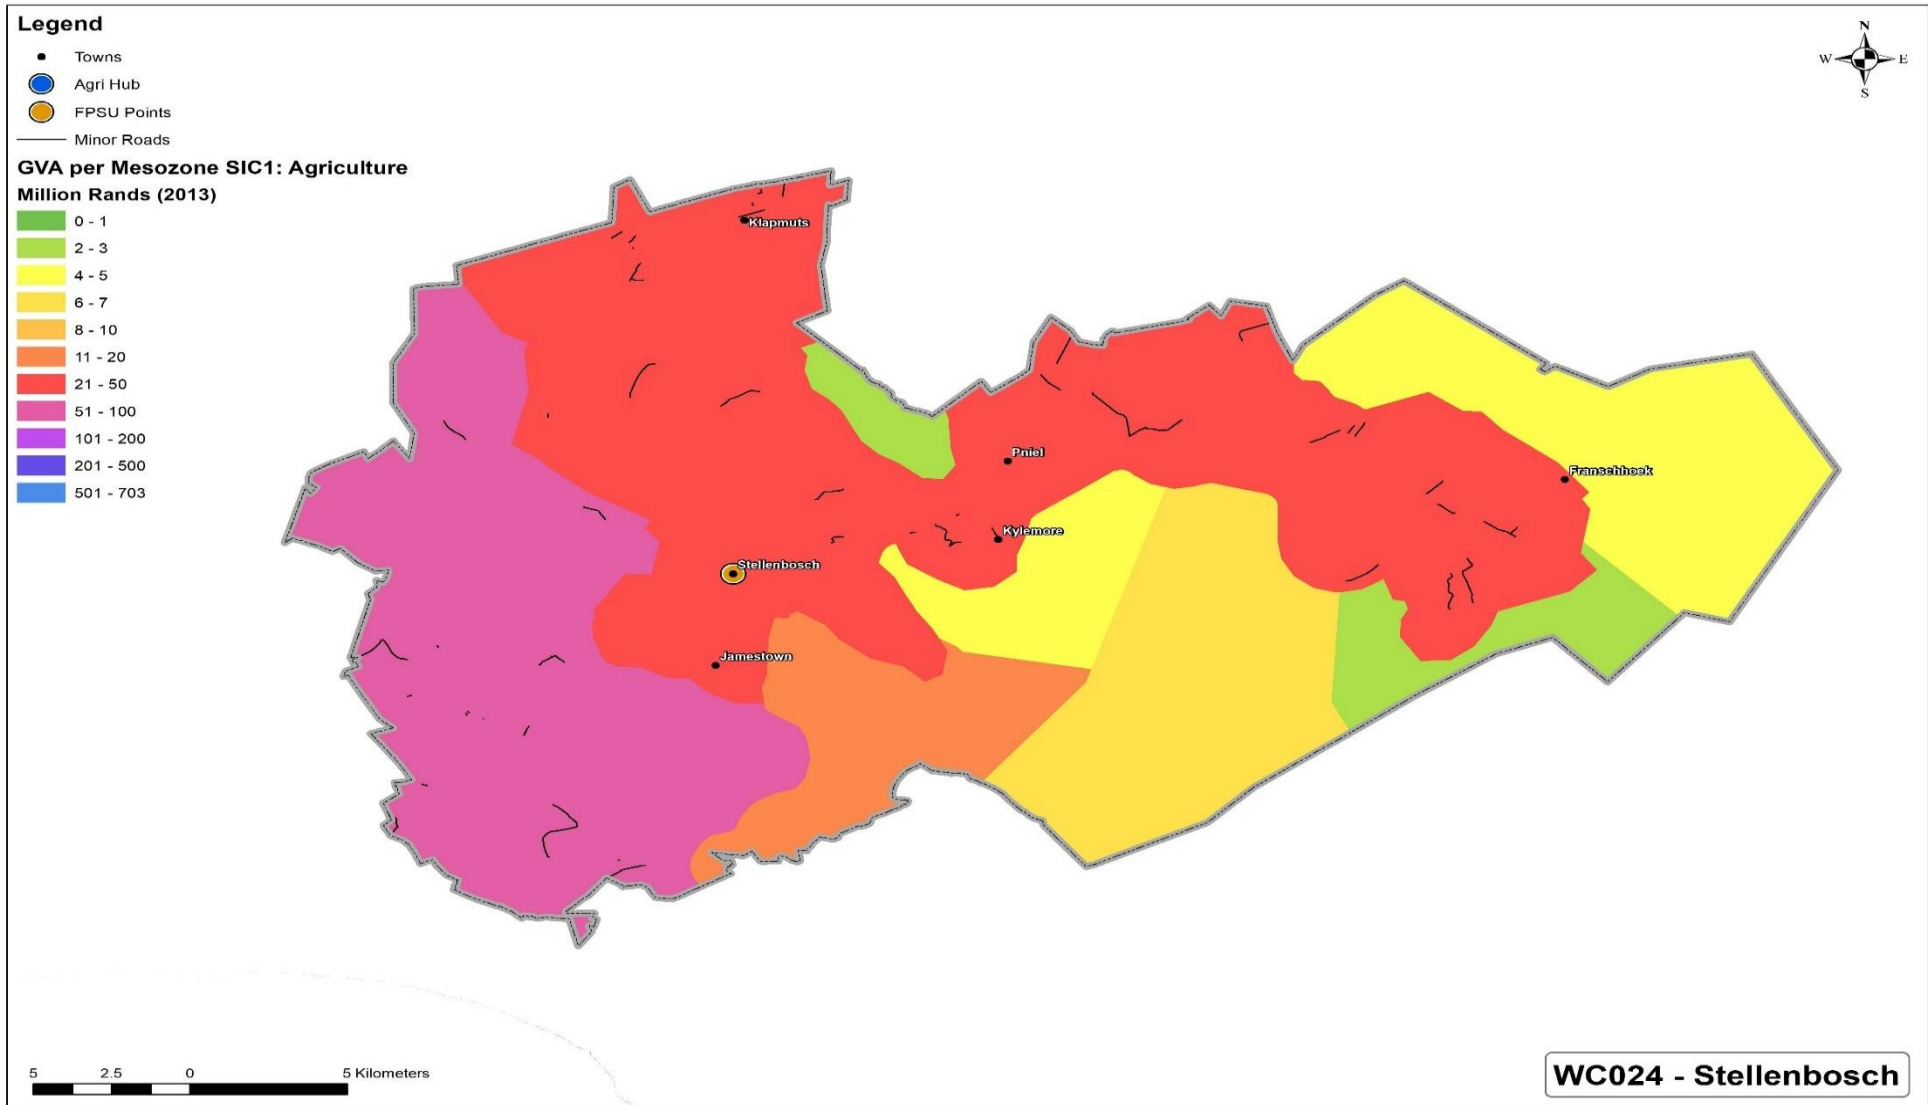 Legend
Towns
Agri Hub
FPSU Points
Minor Roads
GVA per Mesozone SIC1: Agriculture
Million Rands (2013)
0 - 1
2 - 3
4 - 5
6 - 7
8 - 10
11 - 20
21 - 50
51 - 100
101 - 200
201 - 500
501 - 703
N
W E
S
Klapmuts
Pniel
Franschhoek
Kylemore
Stellenbosch
Jamestown
5 2.5 0 5 Kilometers
WC024 - Stellenbosch